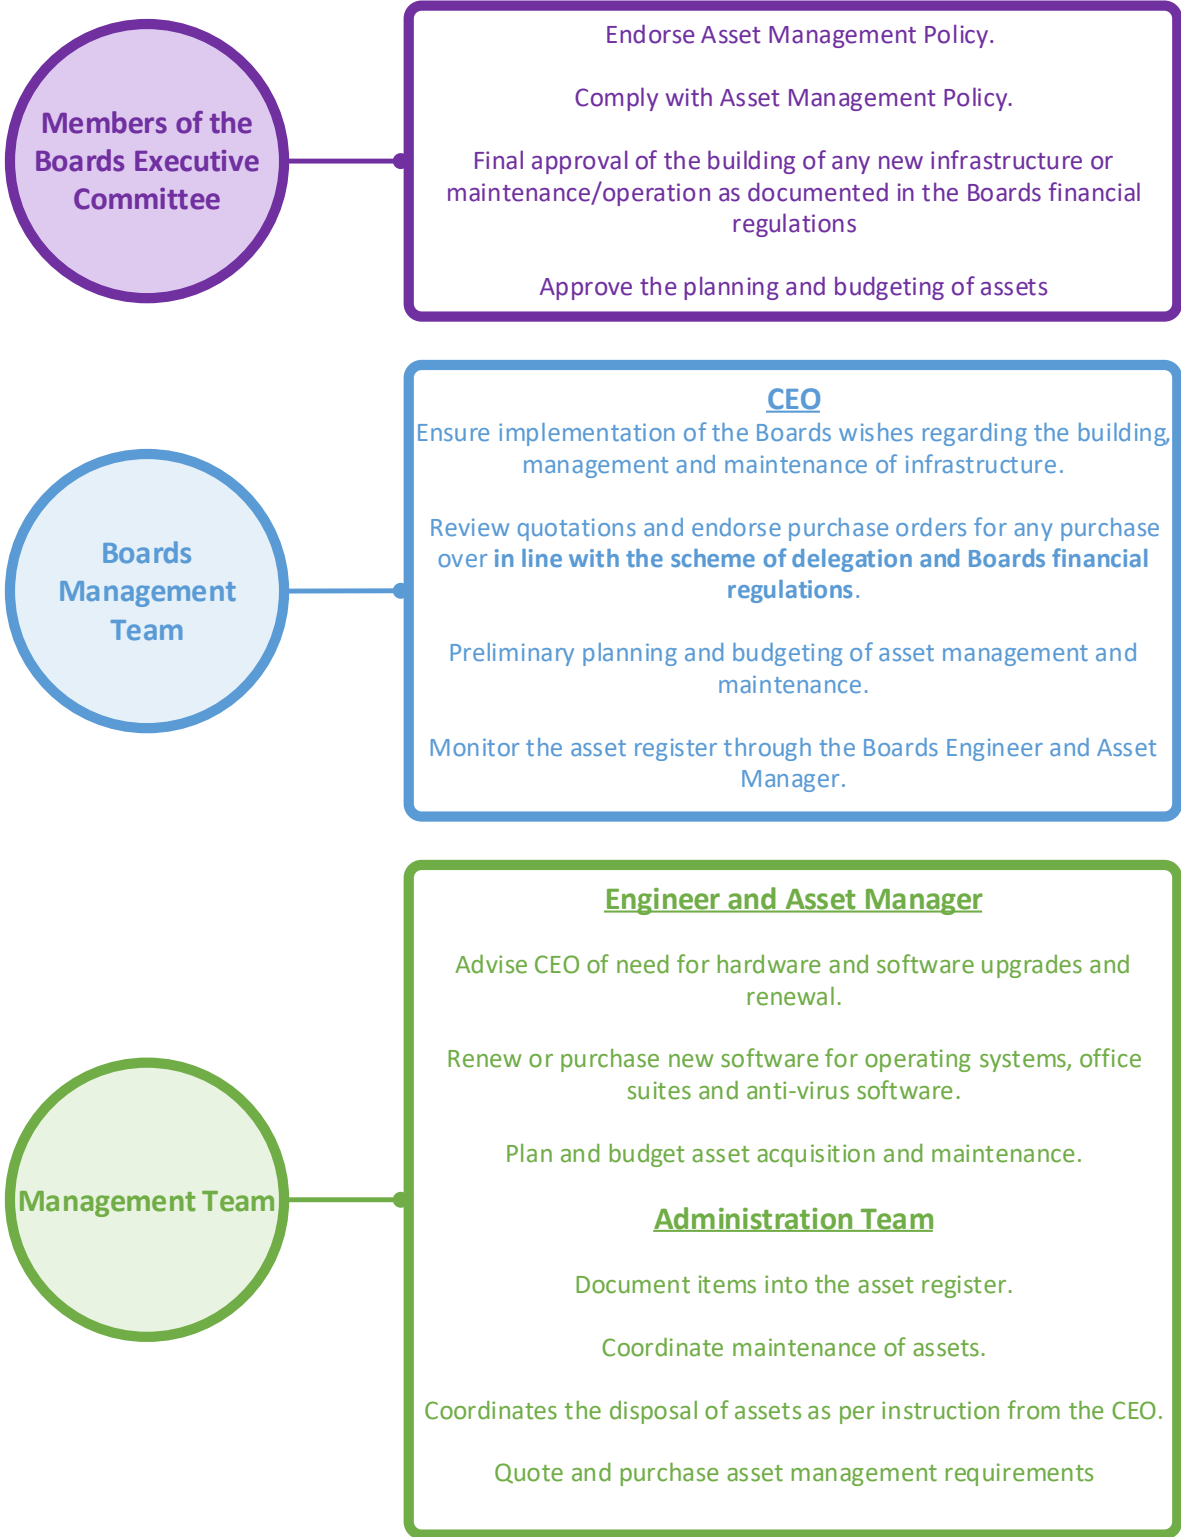 Members of the
Boards Executive
Committee
Endorse Asset Management Policy.
Comply with Asset Management Policy.
Final approval of the building of any new infrastructure or
maintenance/operation as documented in the Boards financial
regulations
Approve the planning and budgeting of assets
Boards
Management
Team
CEO
Ensure implementation of the Boards wishes regarding the building,
management and maintenance of infrastructure.
Review quotations and endorse purchase orders for any purchase
over in line with the scheme of delegation and Boards financial
regulations.
Preliminary planning and budgeting of asset management and
maintenance.
Monitor the asset register through the Boards Engineer and Asset
Manager.
Management Team
Engineer and Asset Manager
Advise CEO of need for hardware and software upgrades and
renewal.
Renew or purchase new software for operating systems, office
suites and anti-virus software.
Plan and budget asset acquisition and maintenance.
Administration Team
Document items into the asset register.
Coordinate maintenance of assets.
Coordinates the disposal of assets as per instruction from the CEO.
Quote and purchase asset management requirements